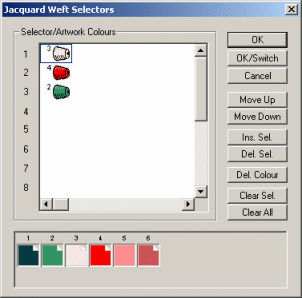 Jacquard Weft Selectors
Selector/Artwork Colours
1 3
2 4
3 2
4
5
6
7
8
OK
OK/Switch
Cancel
Move Up
Move Down
Ins. Sel.
Del. Sel.
Del. Colour
Clear Sel.
Clear All
1 2 3 4 5 6